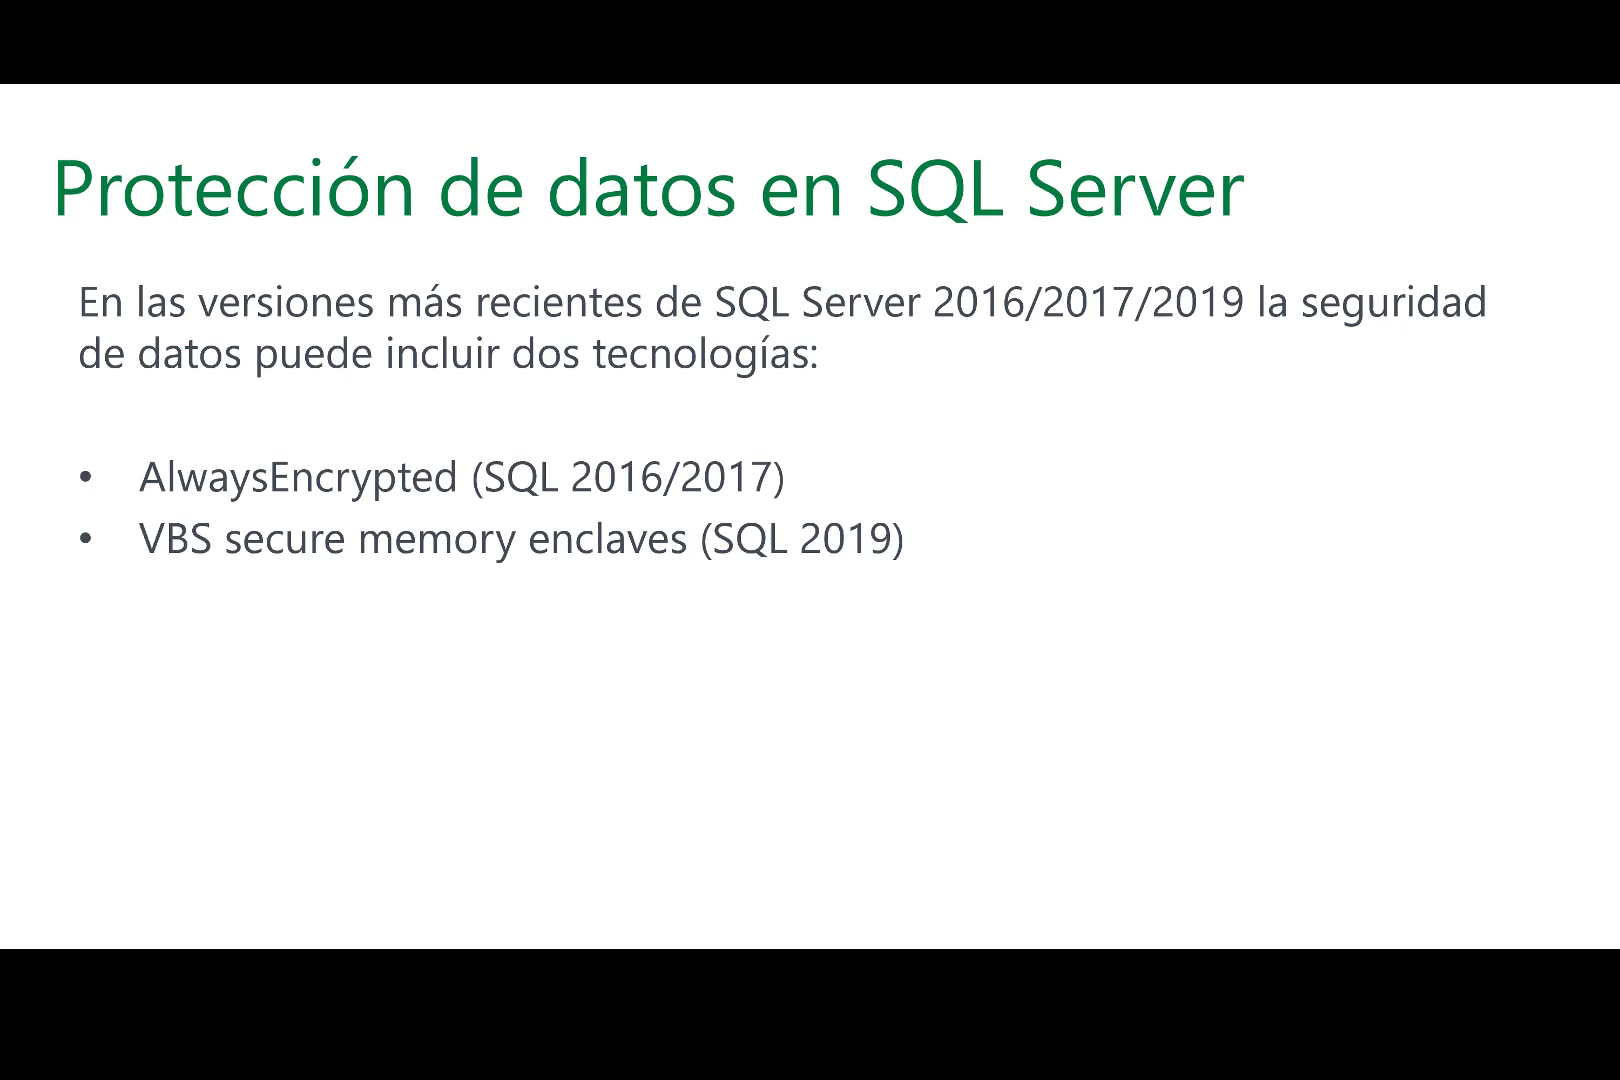 Protección de datos en SQL Server
En las versiones más recientes de SQL Server 2016/2017/2019 la seguridad
de datos puede incluir dos tecnologías:
• AlwaysEncrypted (SQL 2016/2017)
• VBS secure memory enclaves (SQL 2019)